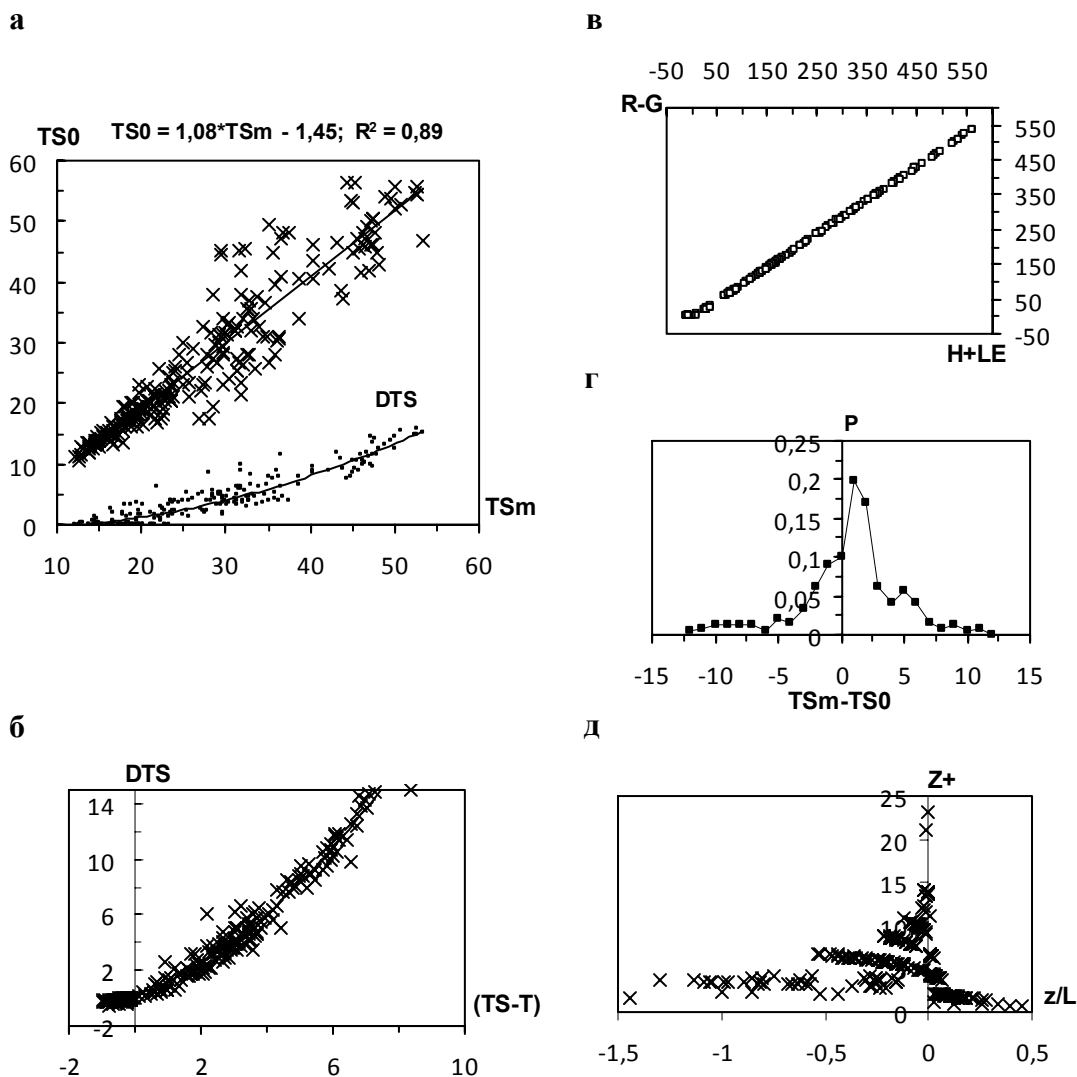 а
TS0 TS0 = 1,08*TSm - 1,45; R² = 0,89
60
50
40
30
20
10
0
DTS
TSm
10 20 30 40 50 60
в
-50 50 150 250 350 450 550
R-G
550
450
350
250
150
50
-50
H+LE
г
P
0,25
0,2
0,15
0,1
0,05
0
-15 -10 -5 0 5 10 15
TSm-TS0
б
DTS
14
10
6
2
-2
(TS-T)
-2 2 6 10
д
Z+
25
20
15
10
5
0
z/L
-1,5 -1 -0,5 0 0,5